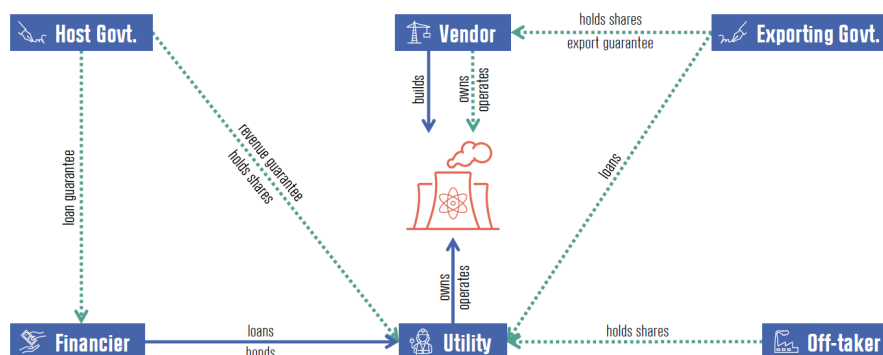 Host Govt.
Vendor
holds shares
export guarantee
Exporting Govt.
builds
owns
operates
loan guarantee
revenue guarantee
holds shares
loans
owns
operates
Financier
loans
bonds
Utility
holds shares
Off-taker